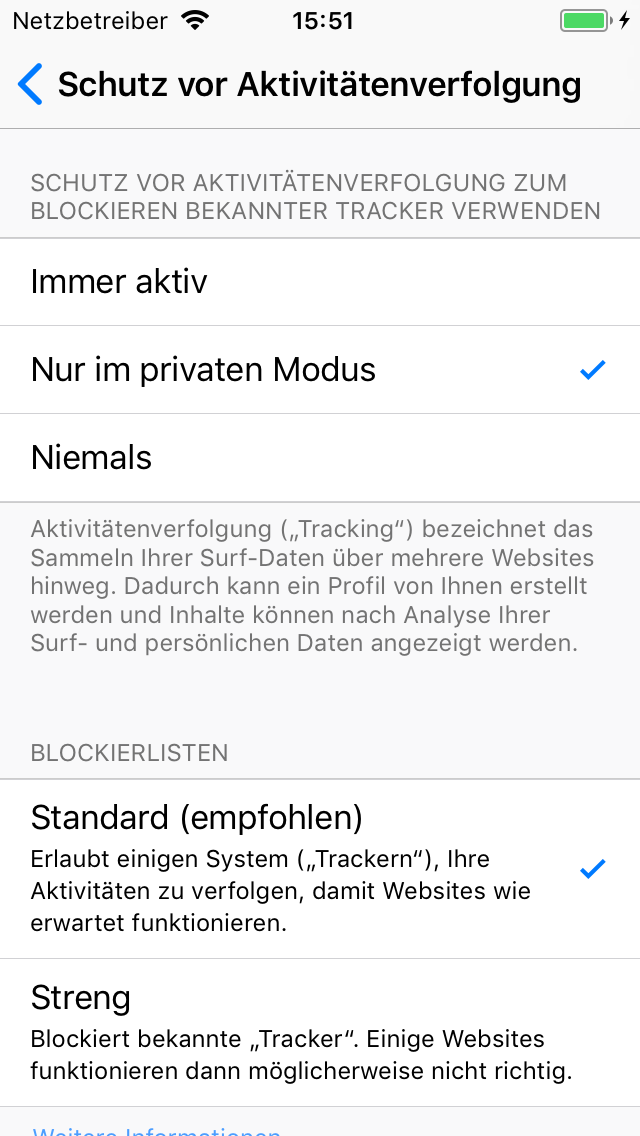 Netzbetreiber 15:51
Schutz vor Aktivitätenverfolgung
SCHUTZ VOR AKTIVITÄTENVERFOLGUNG ZUM
BLOCKIEREN BEKANNTER TRACKER VERWENDEN
Immer aktiv
Nur im privaten Modus
Niemals
Aktivitätenverfolgung („Tracking“) bezeichnet das
Sammeln Ihrer Surf-Daten über mehrere Websites
hinweg. Dadurch kann ein Profil von Ihnen erstellt
werden und Inhalte können nach Analyse Ihrer
Surf- und persönlichen Daten angezeigt werden.
BLOCKIERLISTEN
Standard (empfohlen)
Erlaubt einigen System („Trackern“), Ihre
Aktivitäten zu verfolgen, damit Websites wie
erwartet funktionieren.
Streng
Blockiert bekannte „Tracker“. Einige Websites
funktionieren dann möglicherweise nicht richtig.
Weitere Informationen